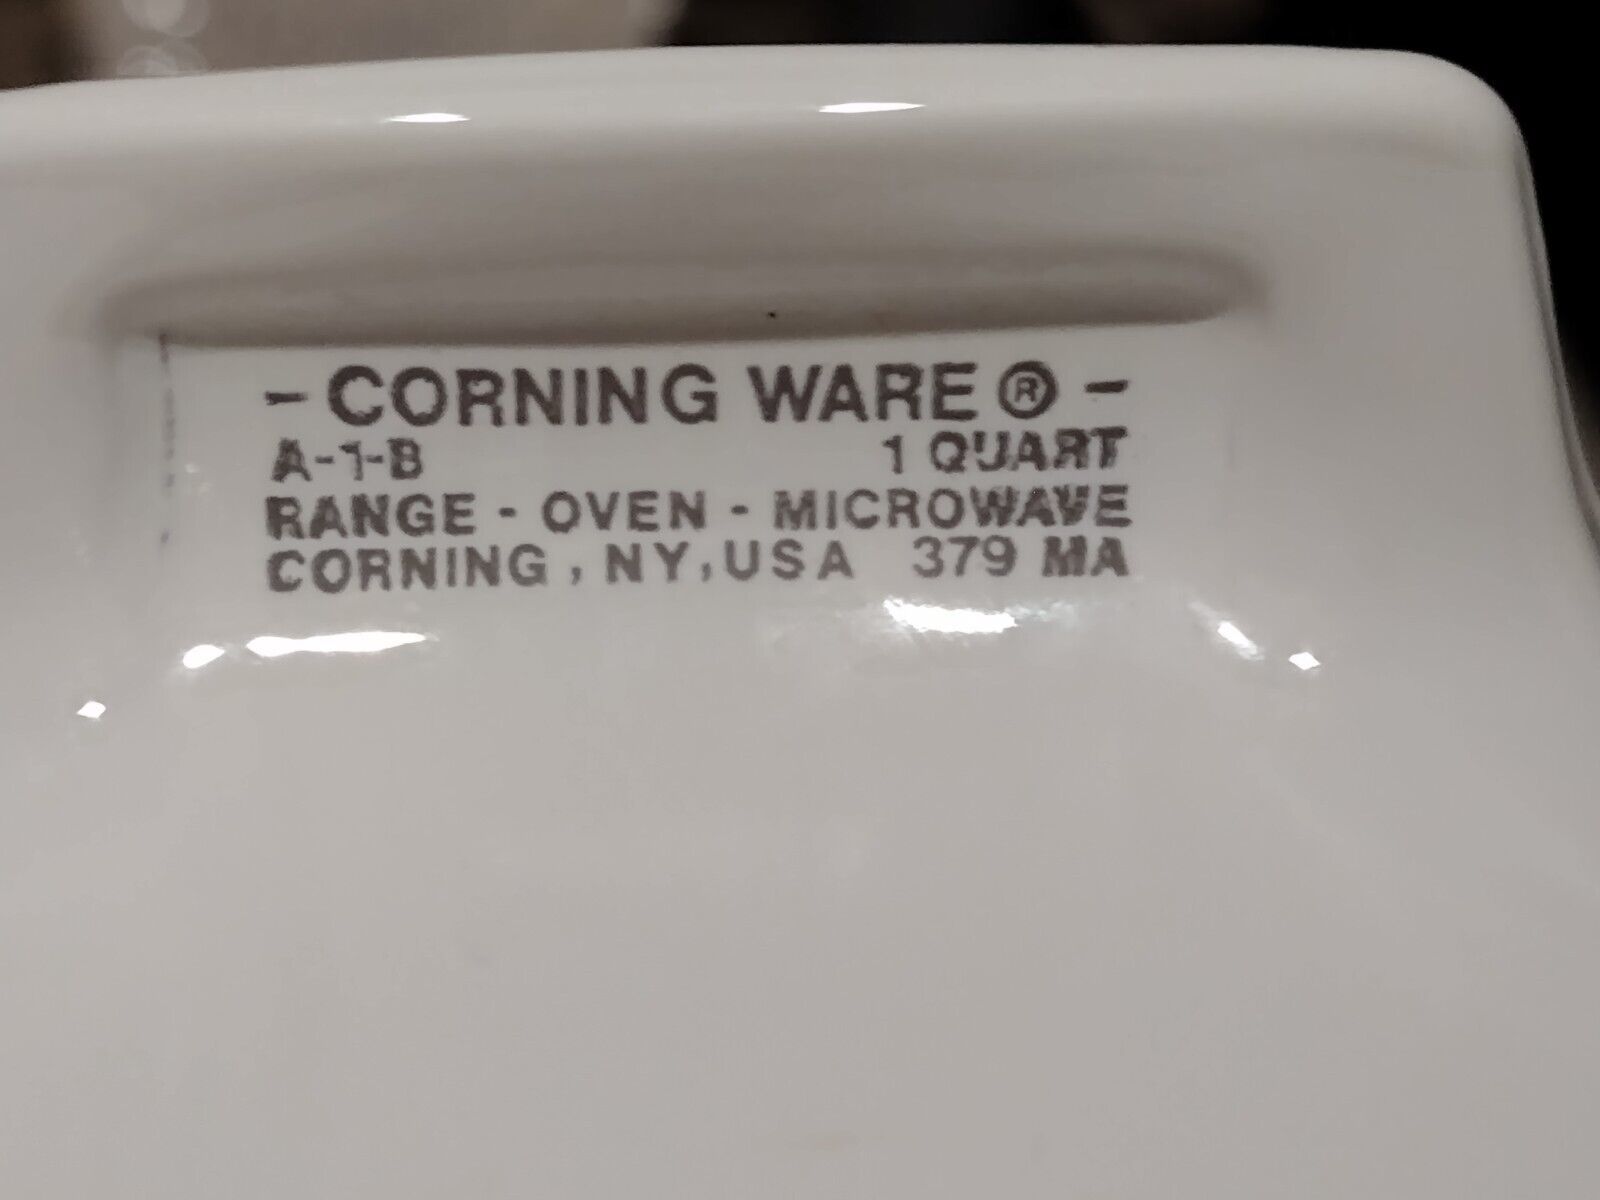 - CORNING WARE ® -
A-1-B 1 QUART
RANGE - OVEN - MICROWAVE
CORNING, NY, USA 379 MA